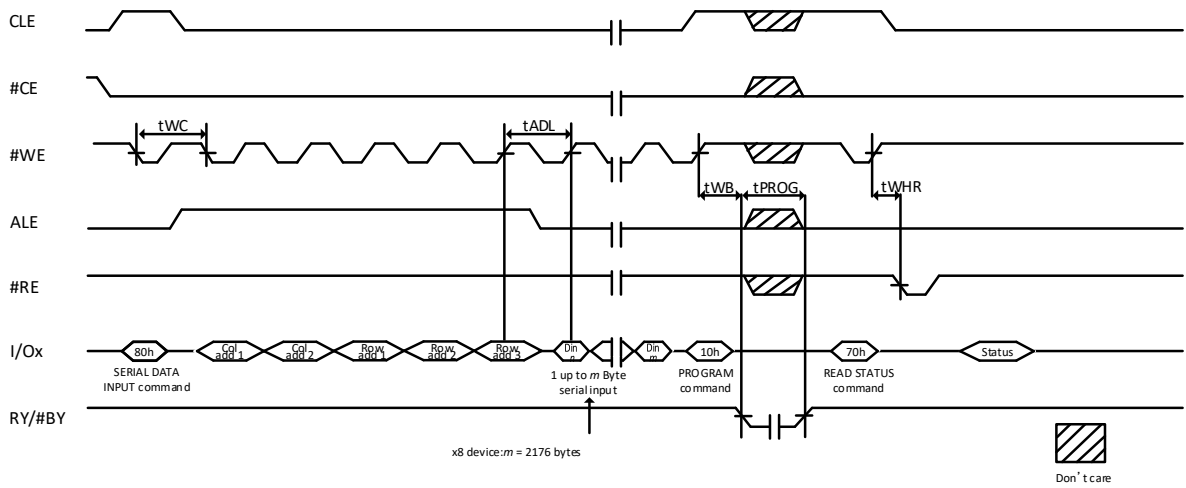 CLE
#CE
tWC
tADL
#WE
tWB
tPROG
tWHR
ALE
#RE
I/Ox
80h
Col
add 1
Col
add 2
Row
add 1
Row
add 2
Row
add 3
Din
n
Din
m
10h
70h
Status
SERIAL DATA
INPUT command
1 up to m Byte
serial input
PROGRAM
command
READ STATUS
command
RY/#BY
x8 device:m = 2176 bytes
Don't care